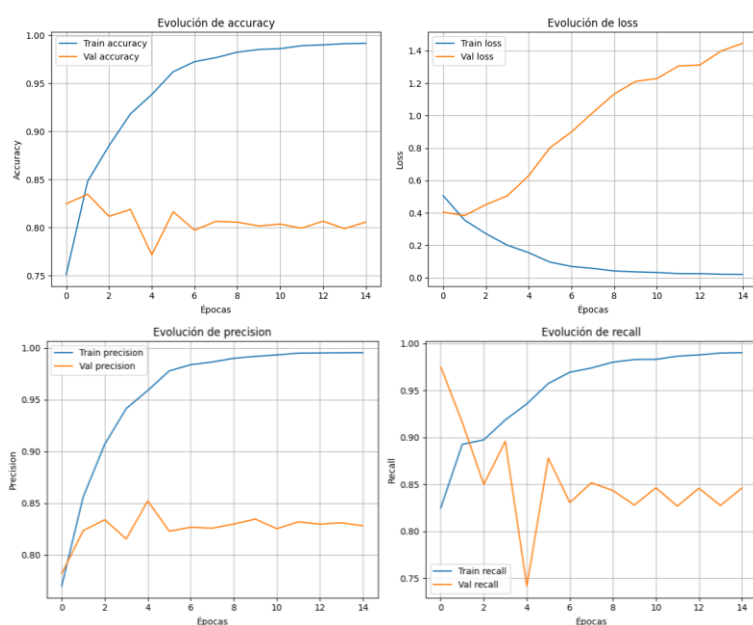 Evolución de accuracy
Train accuracy
Val accuracy
1.00
0.95
0.90
0.85
0.80
0.75
Accuracy
0 2 4 6 8 10 12 14
Épocas
Evolución de loss
Train loss
Val loss
1.4
1.2
1.0
0.8
0.6
0.4
0.2
0.0
Loss
0 2 4 6 8 10 12 14
Épocas
Evolución de precision
Train precision
Val precision
1.00
0.95
0.90
0.85
0.80
Precision
0 2 4 6 8 10 12 14
Épocas
Evolución de recall
1.00
0.95
0.90
0.85
0.80
0.75
Recall
Train recall
Val recall
0 2 4 6 8 10 12 14
Épocas